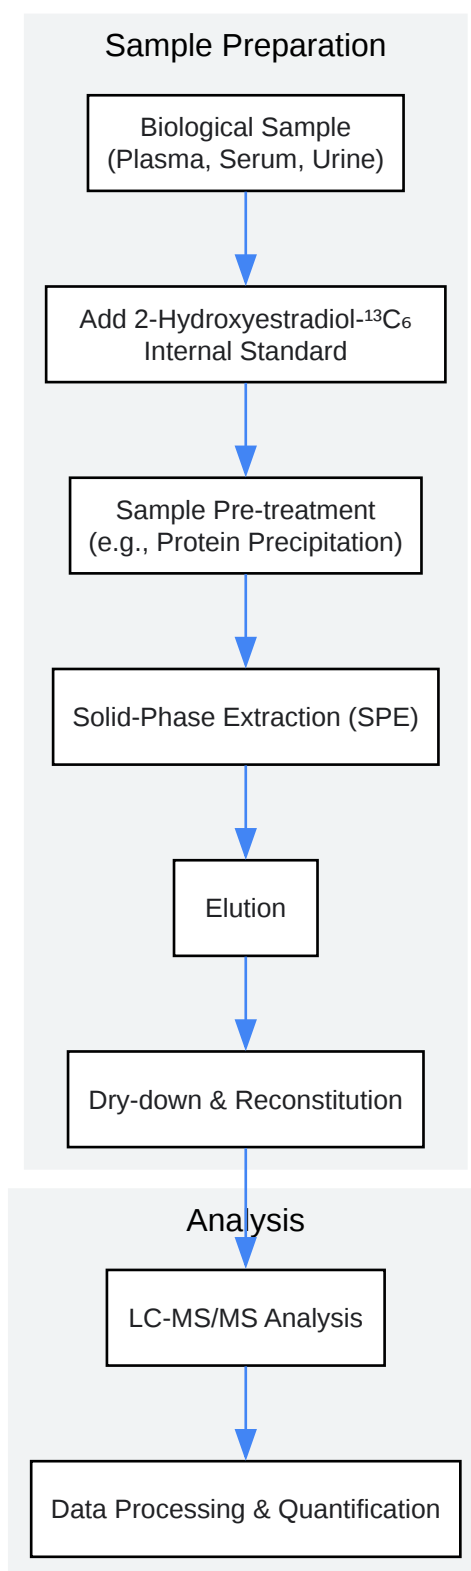 Sample Preparation
Biological Sample
(Plasma, Serum, Urine)
Add 2-Hydroxyestradiol-¹³C₆
Internal Standard
Sample Pre-treatment
(e.g., Protein Precipitation)
Solid-Phase Extraction (SPE)
Elution
Dry-down & Reconstitution
Analysis
LC-MS/MS Analysis
Data Processing & Quantification